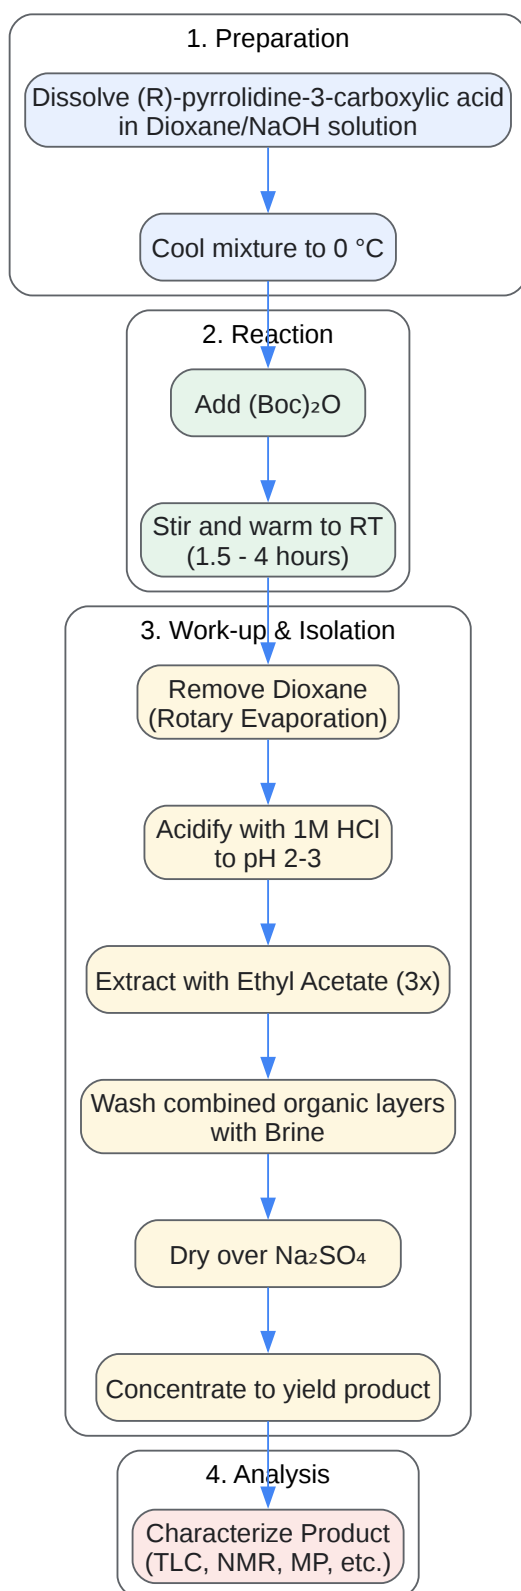 1. Preparation
Dissolve (R)-pyrrolidine-3-carboxylic acid
in Dioxane/NaOH solution
Cool mixture to 0 °C
2. Reaction
Add (Boc)₂O
Stir and warm to RT
(1.5 - 4 hours)
3. Work-up & Isolation
Remove Dioxane
(Rotary Evaporation)
Acidify with 1M HCl
to pH 2-3
Extract with Ethyl Acetate (3x)
Wash combined organic layers
with Brine
Dry over Na₂SO₄
Concentrate to yield product
4. Analysis
Characterize Product
(TLC, NMR, MP, etc.)